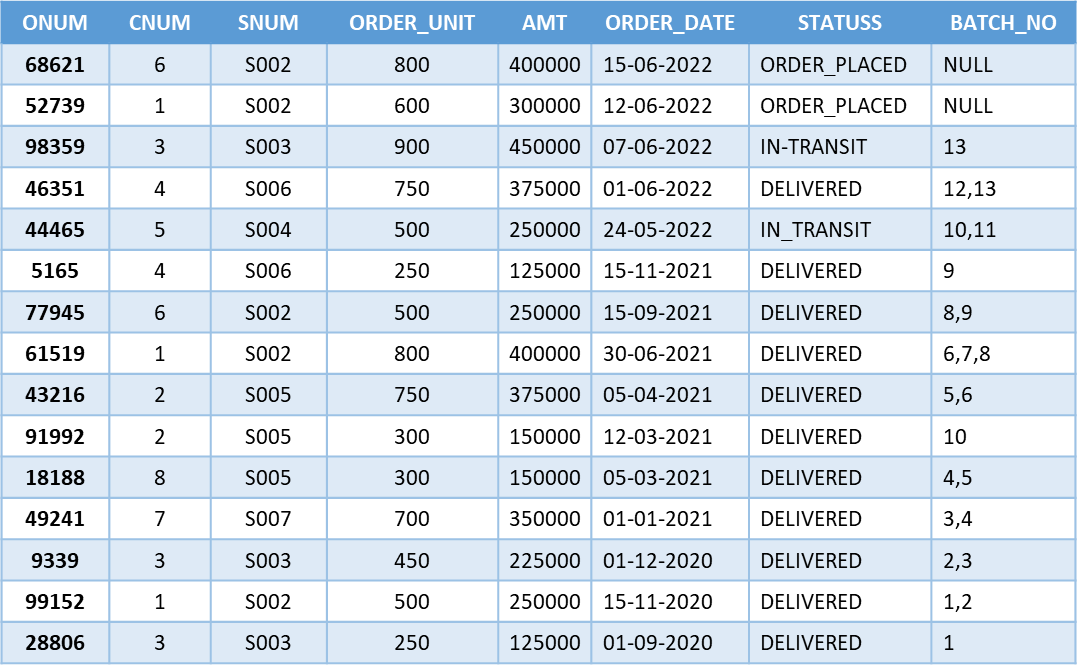 ONUM CNUM SNUM ORDER_UNIT AMT ORDER_DATE STATUSS BATCH_NO
68621 6 S002 800 400000 15-06-2022 ORDER_PLACED NULL
52739 1 S002 600 300000 12-06-2022 ORDER_PLACED NULL
98359 3 S003 900 450000 07-06-2022 IN-TRANSIT 13
46351 4 S006 750 375000 01-06-2022 DELIVERED 12,13
44465 5 S004 500 250000 24-05-2022 IN_TRANSIT 10,11
5165 4 S006 250 125000 15-11-2021 DELIVERED 9
77945 6 S002 500 250000 15-09-2021 DELIVERED 8,9
61519 1 S002 800 400000 30-06-2021 DELIVERED 6,7,8
43216 2 S005 750 375000 05-04-2021 DELIVERED 5,6
91992 2 S005 300 150000 12-03-2021 DELIVERED 10
18188 8 S005 300 150000 05-03-2021 DELIVERED 4,5
49241 7 S007 700 350000 01-01-2021 DELIVERED 3,4
9339 3 S003 450 225000 01-12-2020 DELIVERED 2,3
99152 1 S002 500 250000 15-11-2020 DELIVERED 1,2
28806 3 S003 250 125000 01-09-2020 DELIVERED 1